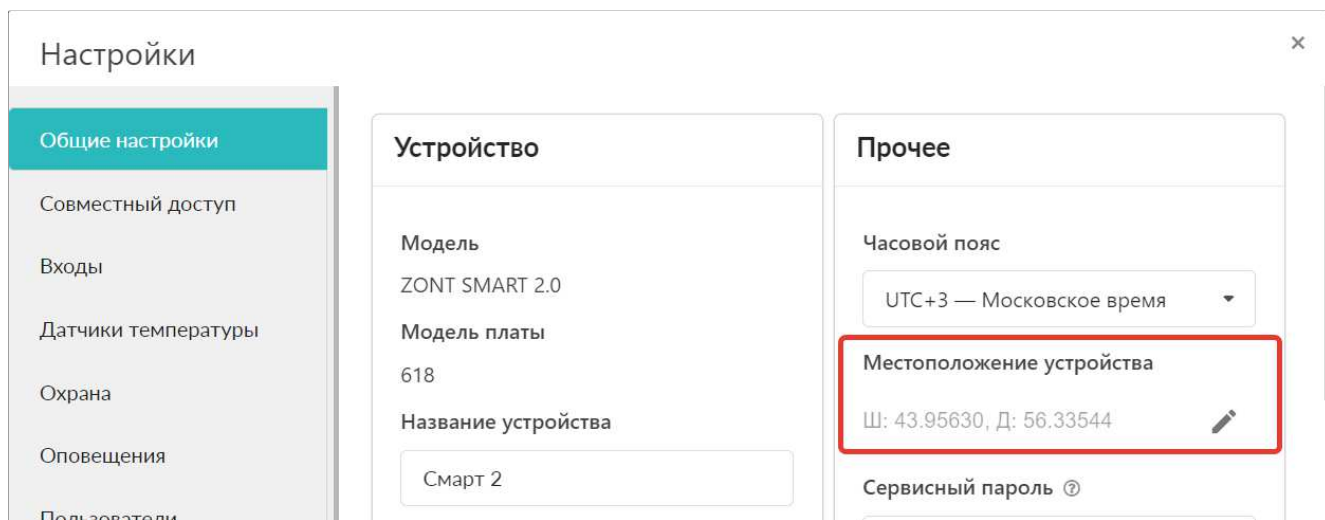 Настройки
×
Общие настройки
Совместный доступ
Входы
Датчики температуры
Охрана
Оповещения
Пользователи
Устройство
Модель
ZONT SMART 2.0
Модель платы
618
Название устройства
Смарт 2
Прочее
Часовой пояс
UTC+3 — Московское время
Местоположение устройства
Ш: 43.95630, Д: 56.33544
Сервисный пароль ?